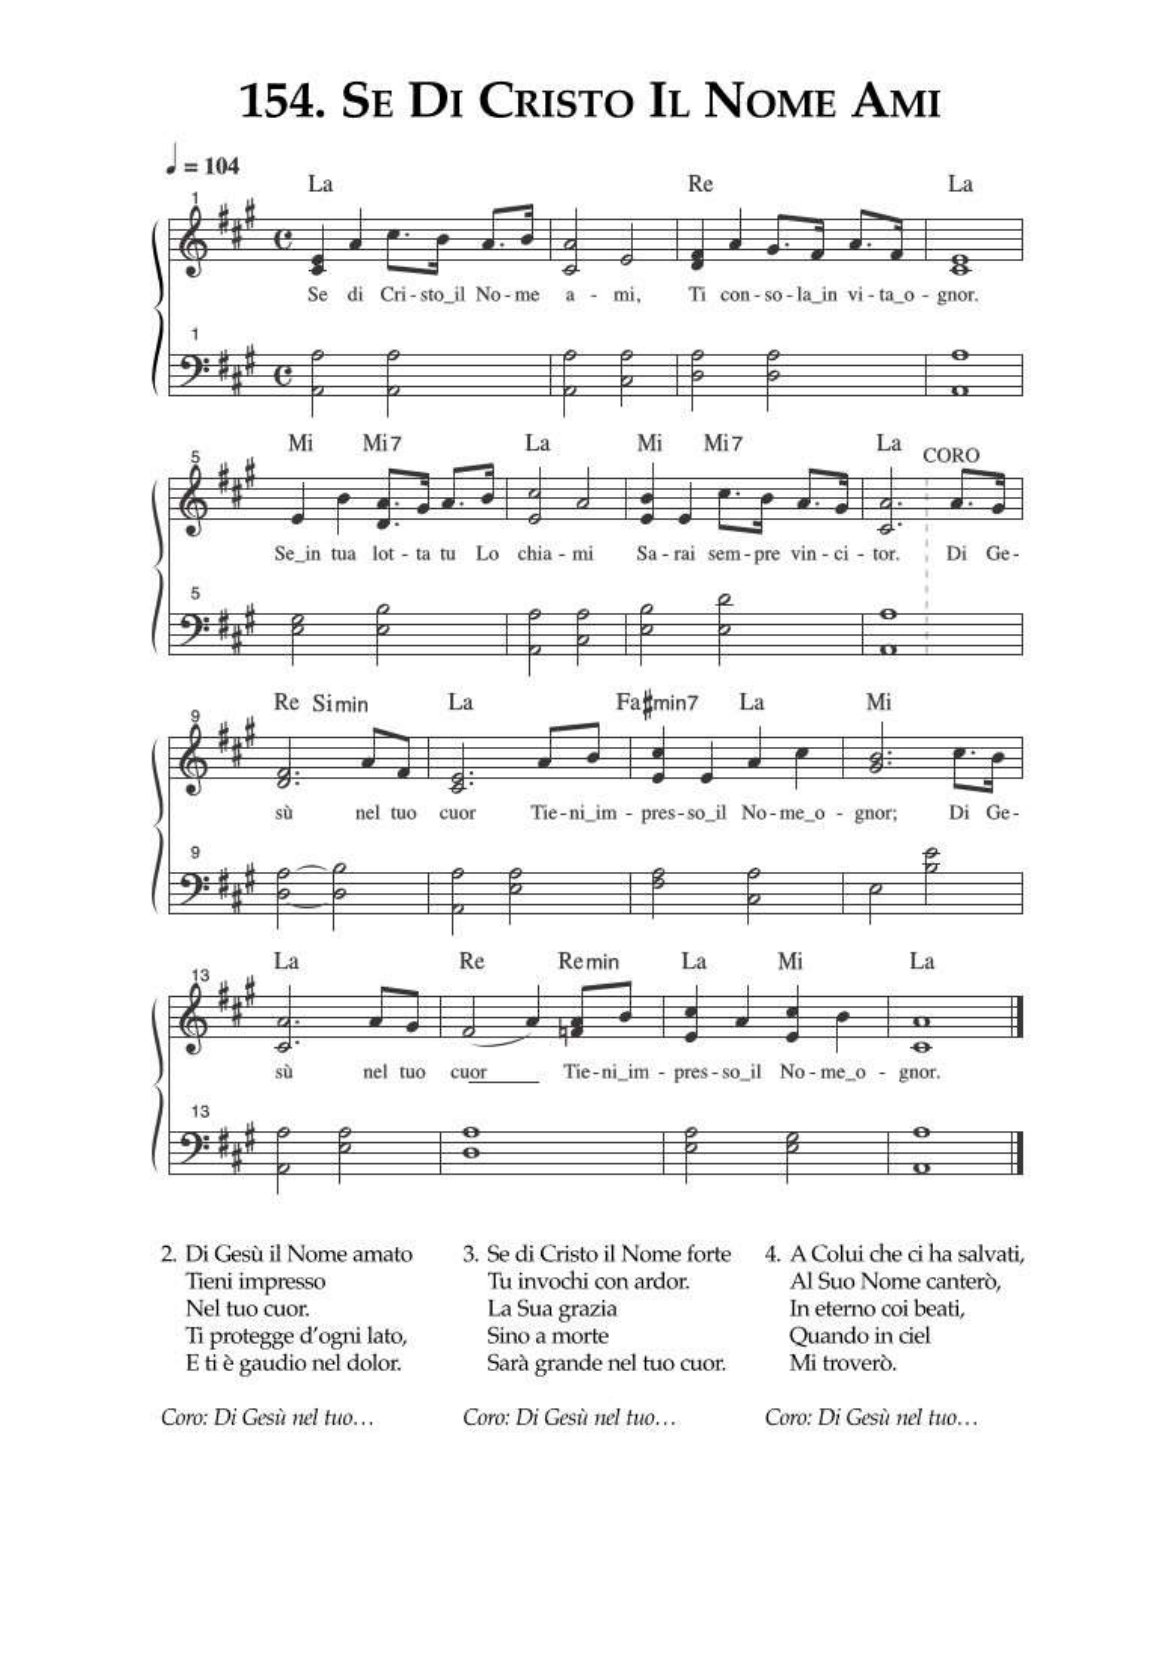 154. Se Di Cristo Il Nome Ami
♩ = 104
La Re La
1
Se di Cri - sto_il No - me a - mi, Ti con - so - la_in vi - ta_o - gnor.
1
Mi Mi7 La Mi Mi7 La CORO
5
Se_in tua lot - ta tu Lo chia - mi Sa - rai sem - pre vin - ci - tor. Di Ge -
5
Re Simin La Fa#min7 La Mi
9
sù nel tuo cuor Tie - ni_im - pres - so_il No - me_o - gnor; Di Ge -
9
La Re Remin La Mi La
13
sù nel tuo cuor____ Tie - ni_im - pres - so_il No - me_o - gnor.
13
2. Di Gesù il Nome amato
Tieni impresso
Nel tuo cuor.
Ti protegge d'ogni lato,
E ti è gaudio nel dolor.
Coro: Di Gesù nel tuo…
3. Se di Cristo il Nome forte
Tu invochi con ardor.
La Sua grazia
Sino a morte
Sarà grande nel tuo cuor.
Coro: Di Gesù nel tuo…
4. A Colui che ci ha salvati,
Al Suo Nome canterò,
In eterno coi beati,
Quando in ciel
Mi troverò.
Coro: Di Gesù nel tuo…